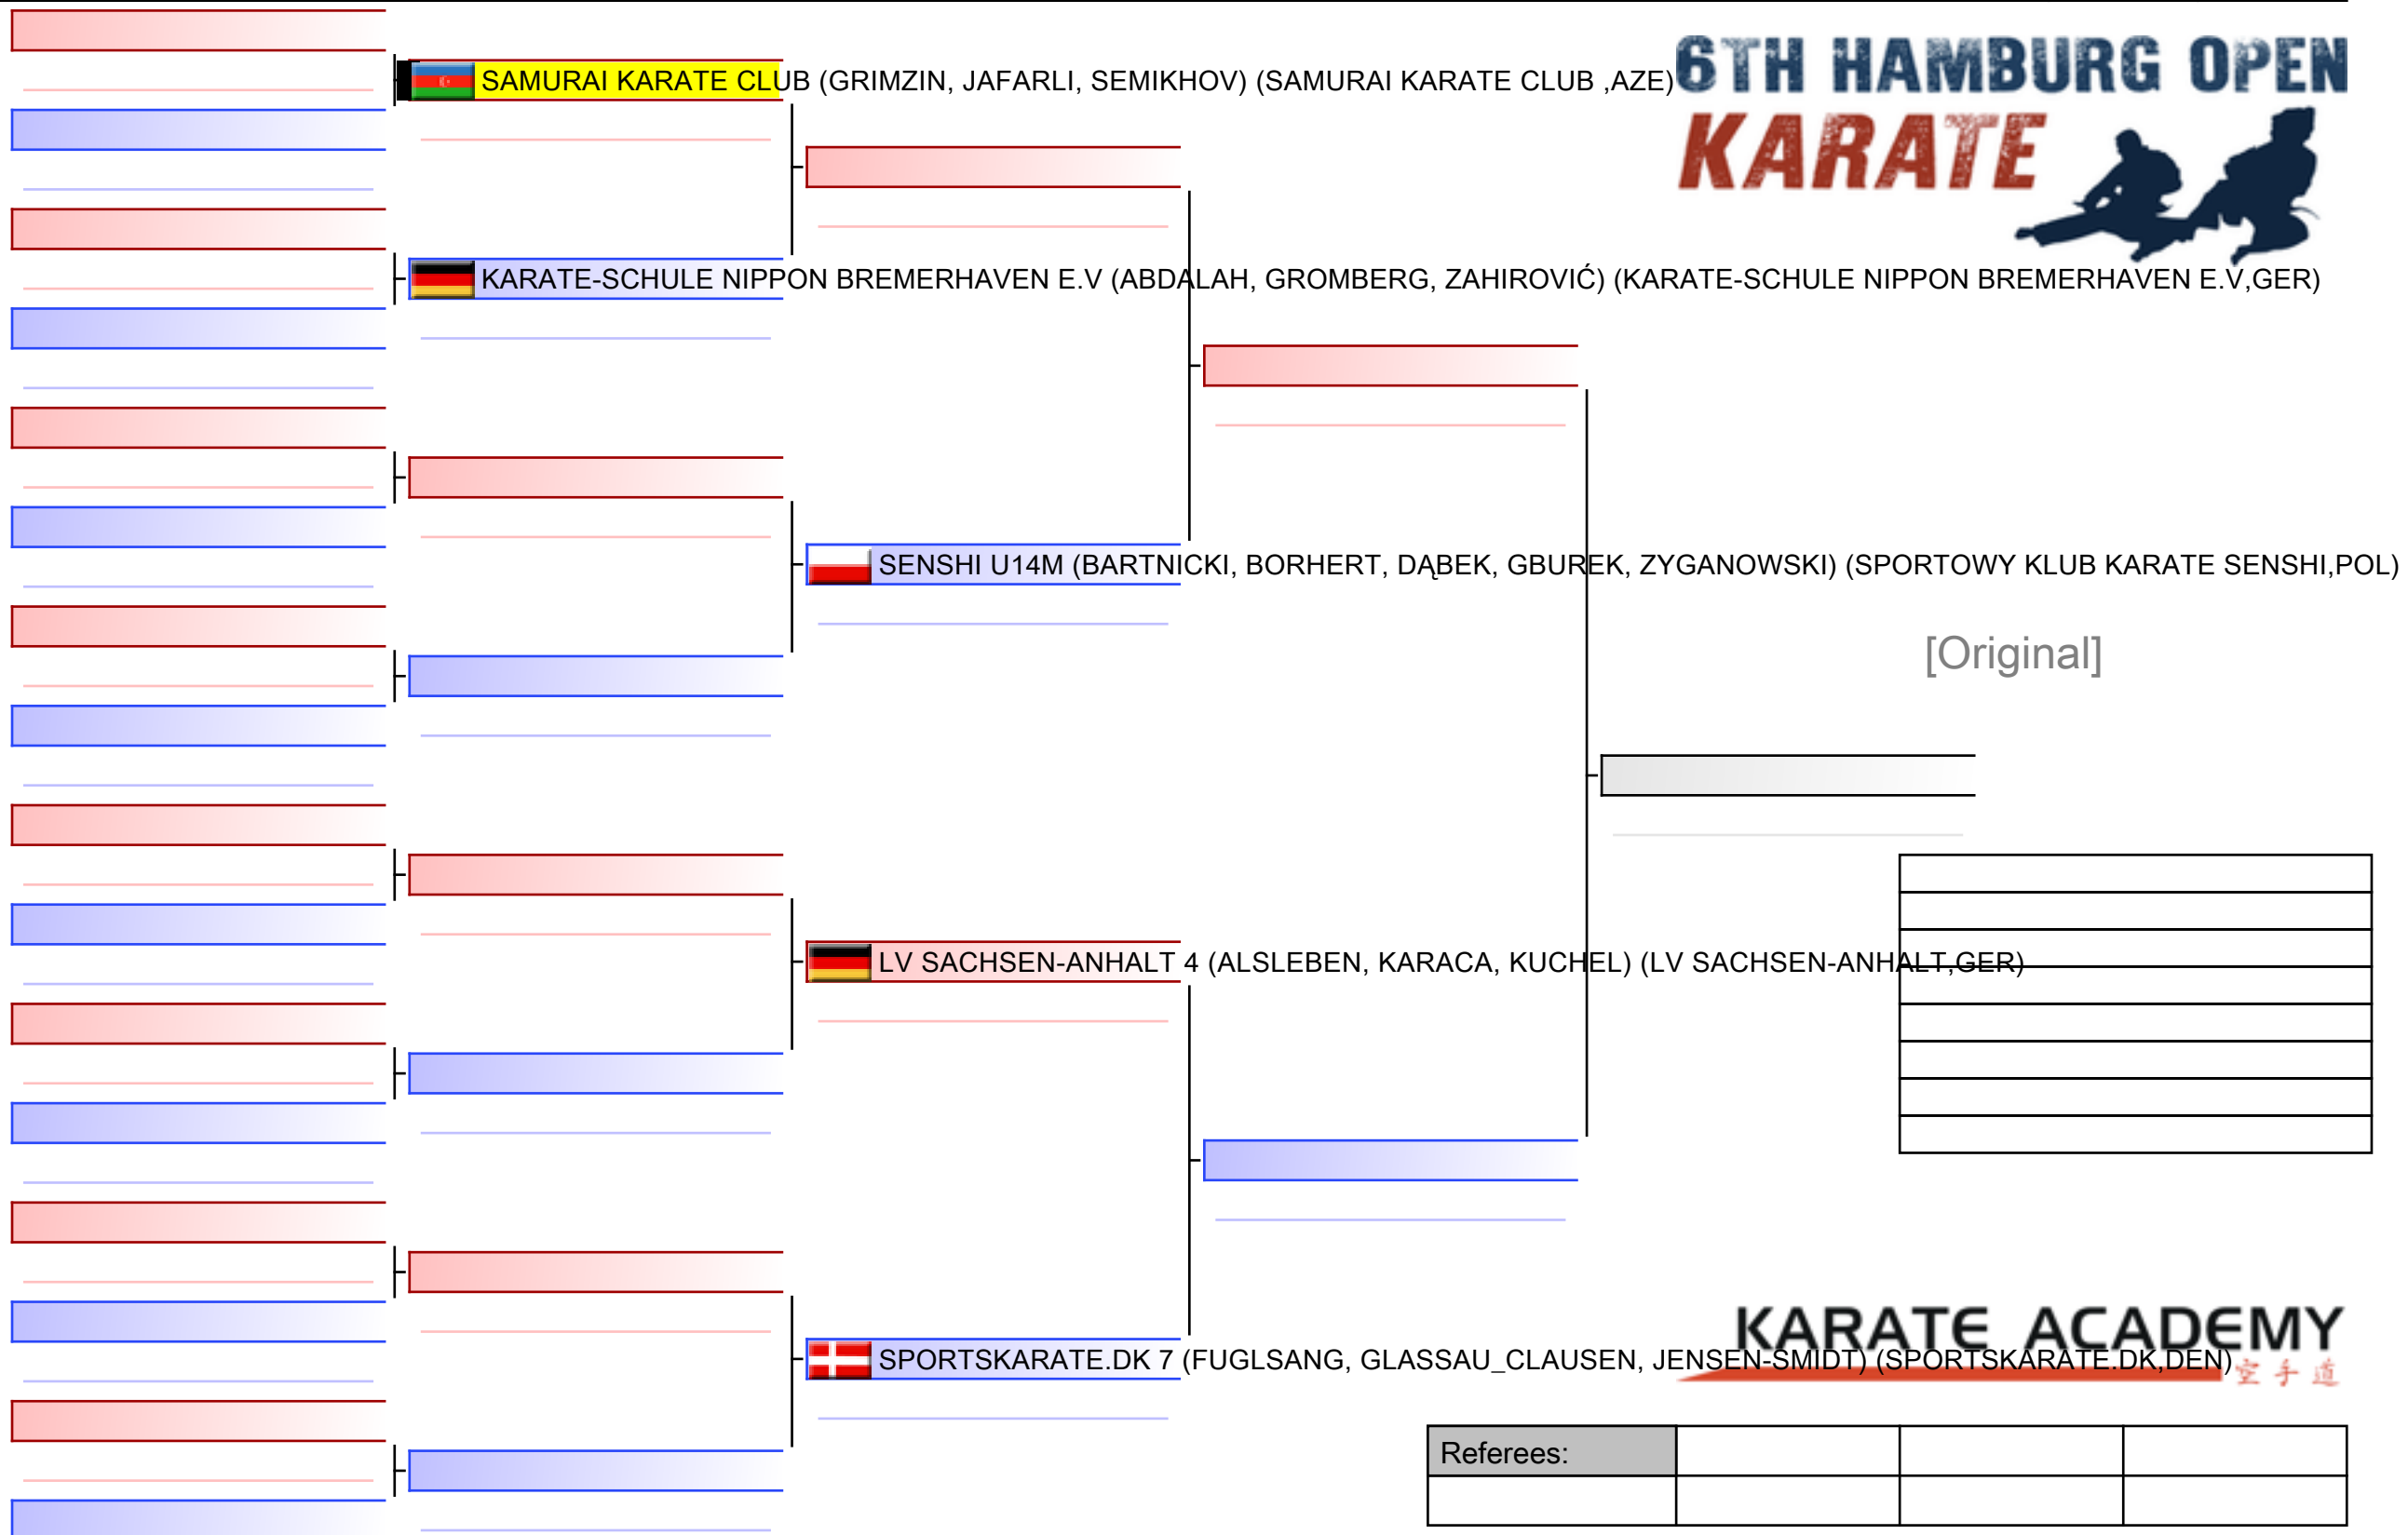 6TH HAMBURG OPEN
KARATE
SAMURAI KARATE CLUB (GRIMZIN, JAFARLI, SEMIKHOV) (SAMURAI KARATE CLUB ,AZE)
KARATE-SCHULE NIPPON BREMERHAVEN E.V (ABDALAH, GROMBERG, ZAHIROVIĆ) (KARATE-SCHULE NIPPON BREMERHAVEN E.V,GER)
SENSHI U14M (BARTNICKI, BORHERT, DĄBEK, GBUREK, ZYGANOWSKI) (SPORTOWY KLUB KARATE SENSHI,POL)
[Original]
LV SACHSEN-ANHALT 4 (ALSLEBEN, KARACA, KUCHEL) (LV SACHSEN-ANHALT,GER)
KARATE ACADEMY
SPORTSKARATE.DK 7 (FUGLSANG, GLASSAU_CLAUSEN, JENSEN-SMIDT) (SPORTSKARATE.DK,DEN)
空手道
Referees: